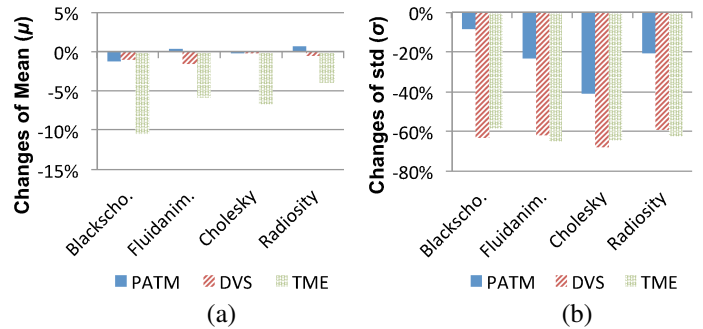 Changes of Mean (μ)
5%
0%
-5%
-10%
-15%
Blackscho.
Fluidanim.
Cholesky
Radiosity
PATM DVS TME
(a)
Changes of std (σ)
0%
-20%
-40%
-60%
-80%
Blackscho.
Fluidanim.
Cholesky
Radiosity
PATM DVS TME
(b)